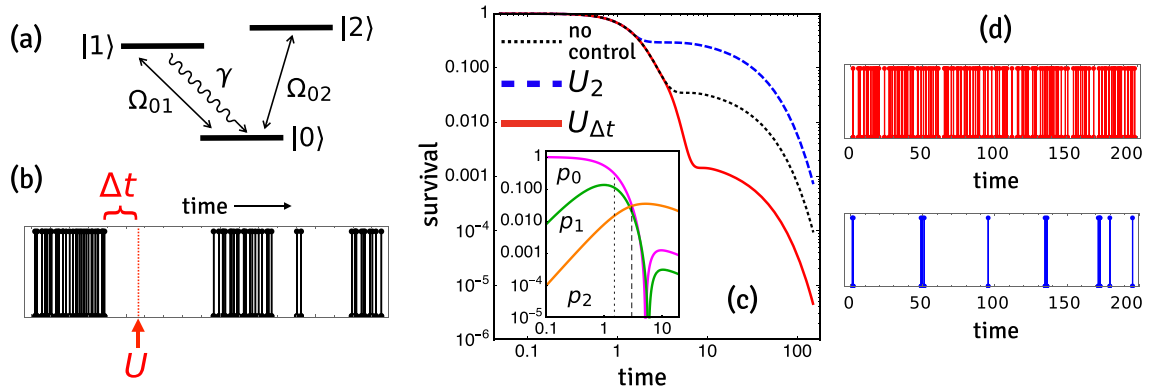 (a)
|1⟩
|2⟩
γ
Ω01
Ω02
|0⟩
(b)
Δt
time
U
survival
1
0.100
0.010
0.001
10⁻⁴
10⁻⁵
10⁻⁶
no
control
U₂
U_Δt
1
0.100
0.010
0.001
10⁻⁴
10⁻⁵
p₀
p₁
p₂
0.1 1 10
(c)
0.1 1 10 100
time
(d)
0 50 100 150 200
time
0 50 100 150 200
time